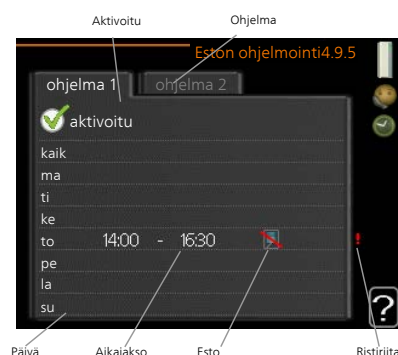 Aktivoitu Ohjelma
Eston ohjelmointi4.9.5
ohjelma 1 ohjelma 2
aktivoitu
kaik
ma
ti
ke
to 14:00 - 16:30 !
pe
la
su
?
Päivä Aikajakso Esto Ristiriita